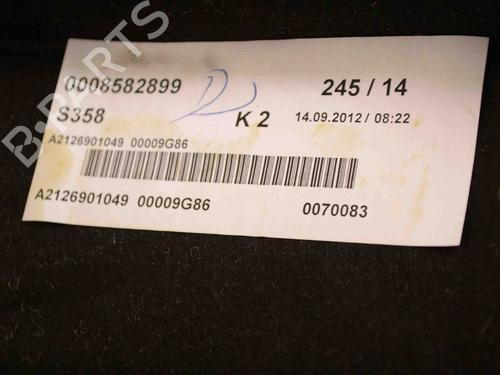 0008582899
245 / 14
S358
K 2
14.09.2012 / 08:22
A2126901049 00009G86
A2126901049 00009G86
0070083
B-PARTS